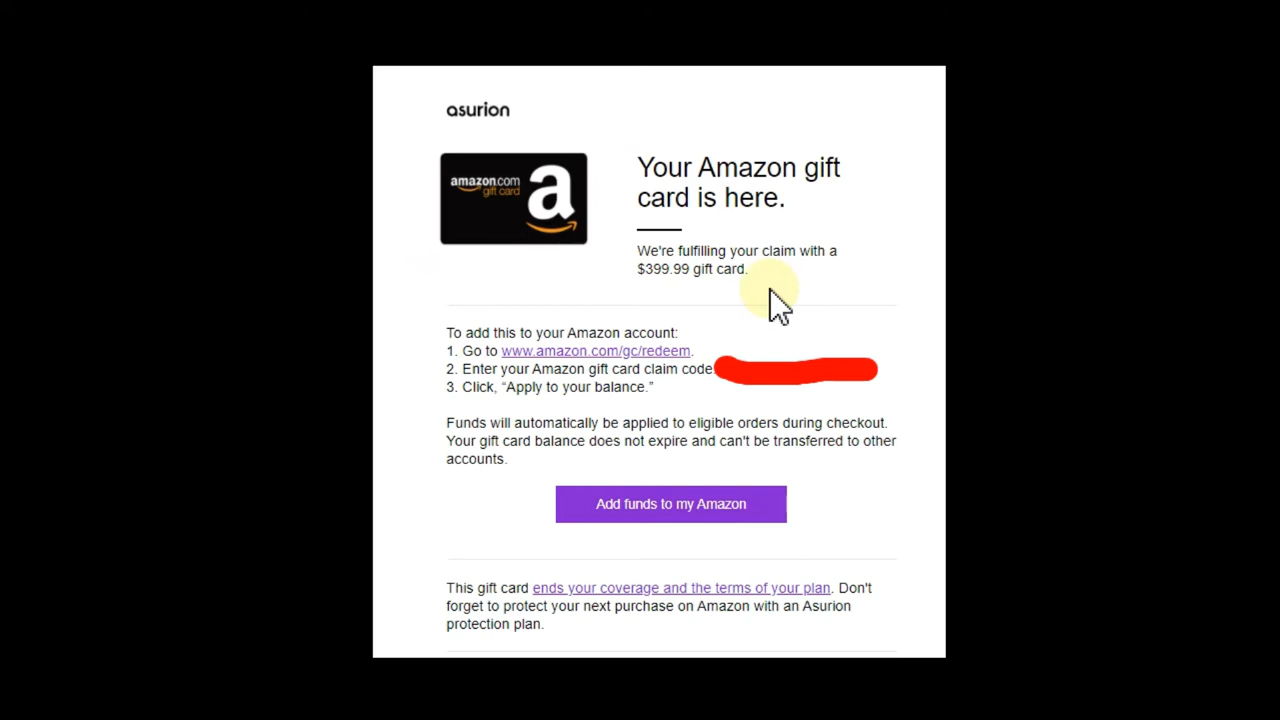 asurion
amazon.com
gift card
a
Your Amazon gift
card is here.
We're fulfilling your claim with a
$399.99 gift card.
To add this to your Amazon account:
1. Go to www.amazon.com/gc/redeem.
2. Enter your Amazon gift card claim code:
3. Click, “Apply to your balance.”
Funds will automatically be applied to eligible orders during checkout.
Your gift card balance does not expire and can't be transferred to other
accounts.
Add funds to my Amazon
This gift card ends your coverage and the terms of your plan. Don't
forget to protect your next purchase on Amazon with an Asurion
protection plan.